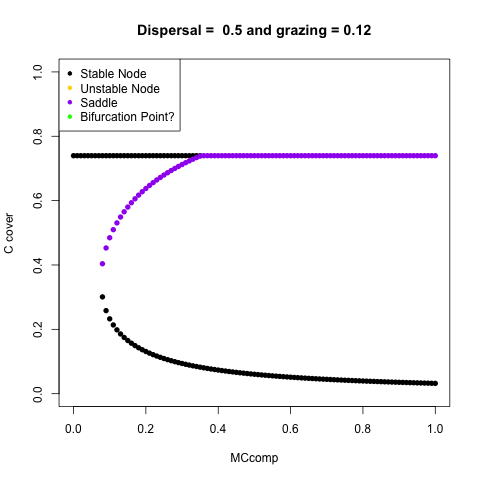 Dispersal =  0.5 and grazing = 0.12
Stable Node
Unstable Node
Saddle
Bifurcation Point?
C cover
1.0
0.8
0.6
0.4
0.2
0.0
0.0 0.2 0.4 0.6 0.8 1.0
MCcomp